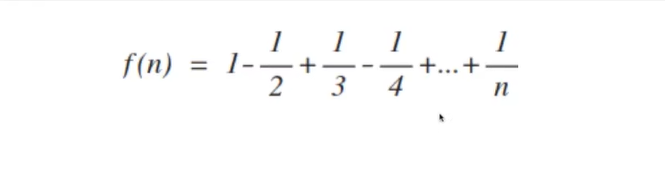 f(n) = 1-1/2+1/3-1/4+...+1/n